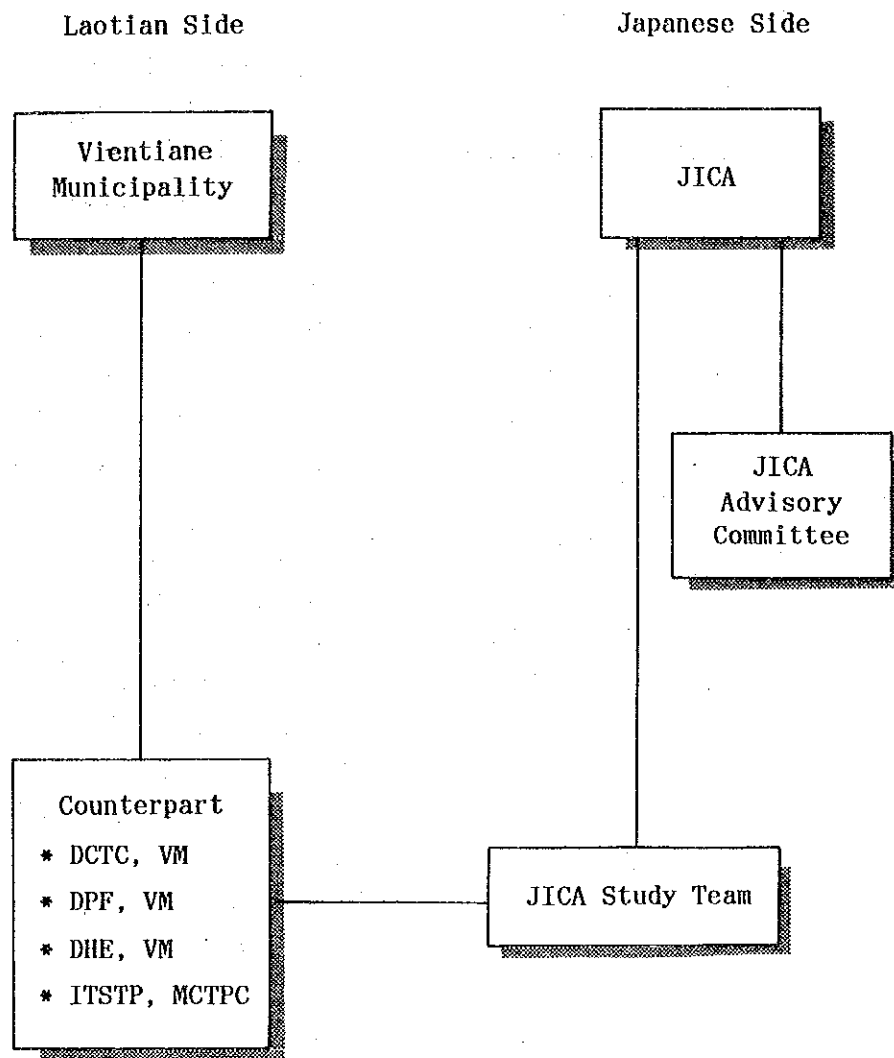 Laotian Side
Japanese Side
Vientiane
Municipality
JICA
JICA
Advisory
Committee
Counterpart
* DCTC, VM
* DPF, VM
* DHE, VM
* ITSTP, MCTPC
JICA Study Team